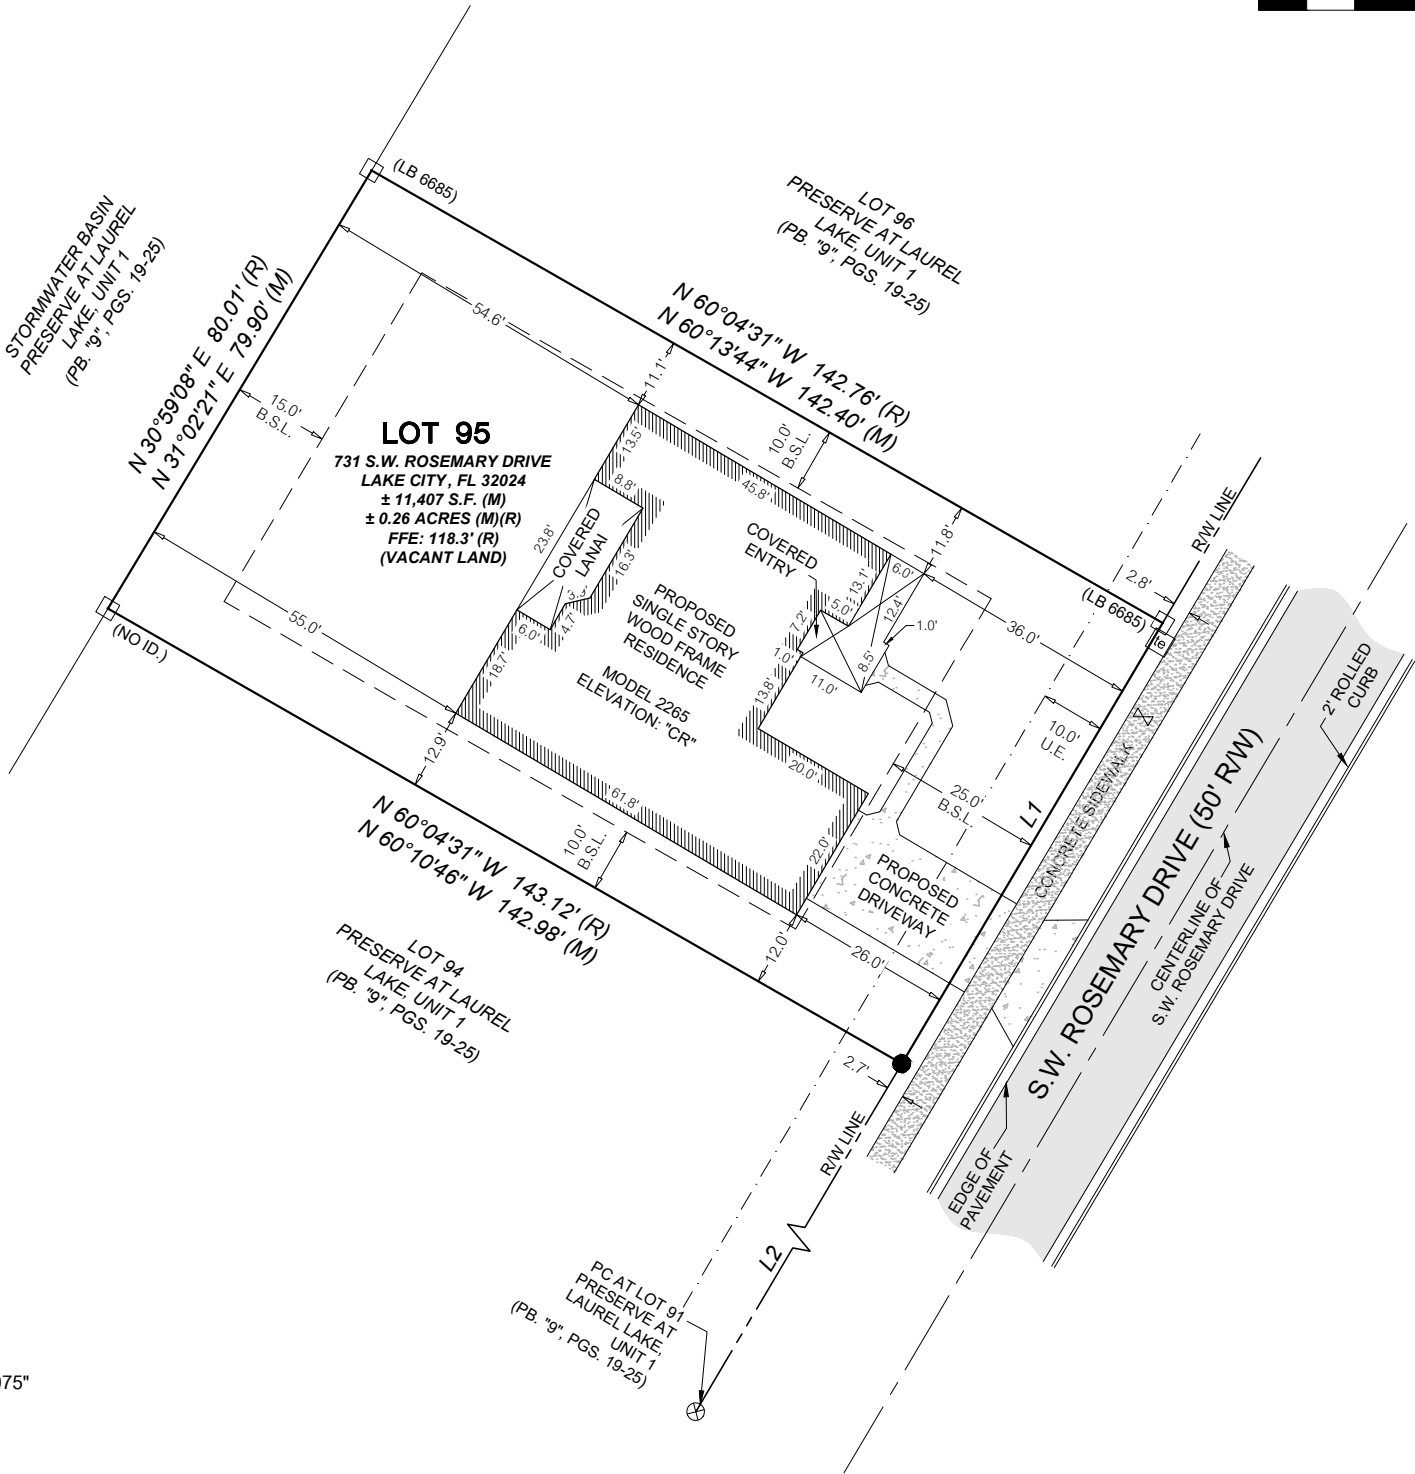 (LB 6685)
LOT 96
PRESERVE AT LAUREL
LAKE, UNIT 1
(PB. "9", PGS. 19-25)
STORMWATER BASIN
PRESERVE AT LAUREL
LAKE, UNIT 1
(PB. "9", PGS. 19-25)
N 30°59'08" E 80.01' (R)
N 31°02'21" E 79.90' (M)
N 60°04'31" W 142.76' (R)
N 60°13'44" W 142.40' (M)
54.6'
11.1'
15.0'
B.S.L.
10.0'
B.S.L.
LOT 95
731 S.W. ROSEMARY DRIVE
LAKE CITY, FL 32024
± 11,407 S.F. (M)
± 0.26 ACRES (M)(R)
FFE: 118.3' (R)
(VACANT LAND)
13.5'
8.8'
45.8'
23.8'
COVERED
LANAI
16.3'
4.7'
6.0'
18.7'
COVERED
ENTRY
6.0'
11.8'
13.1'
5.0'
12.4'
7.2'
1.0'
1.0'
8.5'
11.0'
13.8'
36.0'
2.8'
R/W LINE
(LB 6685)
fe
PROPOSED
SINGLE STORY
WOOD FRAME
RESIDENCE
MODEL 2265
ELEVATION: "CR"
20.0'
61.8'
22.0'
(NO ID.)
55.0'
12.9'
10.0'
B.S.L.
10.0'
U.E.
25.0'
B.S.L.
L1
CONCRETE SIDEWALK
2' ROLLED
CURB
S.W. ROSEMARY DRIVE (50' R/W)
CENTERLINE OF
S.W. ROSEMARY DRIVE
PROPOSED
CONCRETE
DRIVEWAY
N 60°04'31" W 143.12' (R)
N 60°10'46" W 142.98' (M)
12.0'
26.0'
LOT 94
PRESERVE AT LAUREL
LAKE, UNIT 1
(PB. "9", PGS. 19-25)
2.7'
R/W LINE
EDGE OF
PAVEMENT
L2
PC AT LOT 91
PRESERVE AT
LAUREL LAKE,
UNIT 1
(PB. "9", PGS. 19-25)
075"